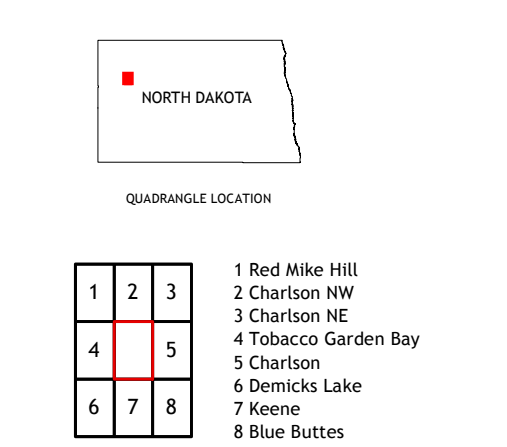 NORTH DAKOTA
QUADRANGLE LOCATION
1 2 3
4 5
6 7 8
1 Red Mike Hill
2 Charlson NW
3 Charlson NE
4 Tobacco Garden Bay
5 Charlson
6 Demicks Lake
7 Keene
8 Blue Buttes